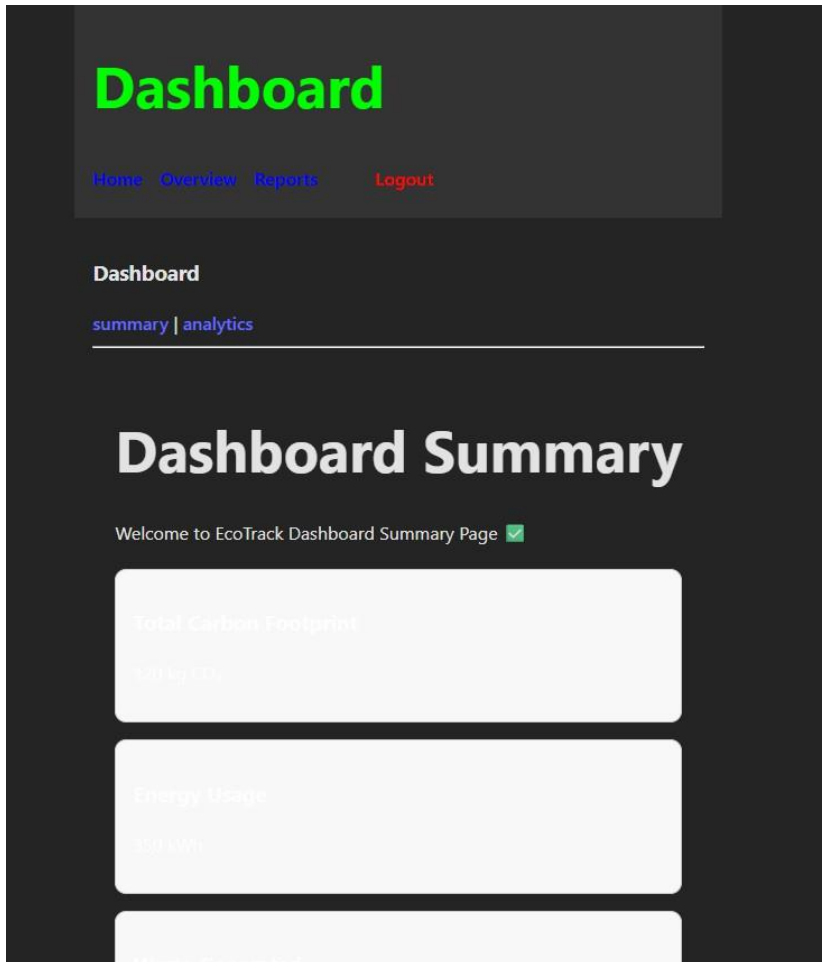 Dashboard
Home Overview Reports Logout
Dashboard
summary | analytics
Dashboard Summary
Welcome to EcoTrack Dashboard Summary Page ✅
Total Carbon Footprint
Energy Usage
kWh